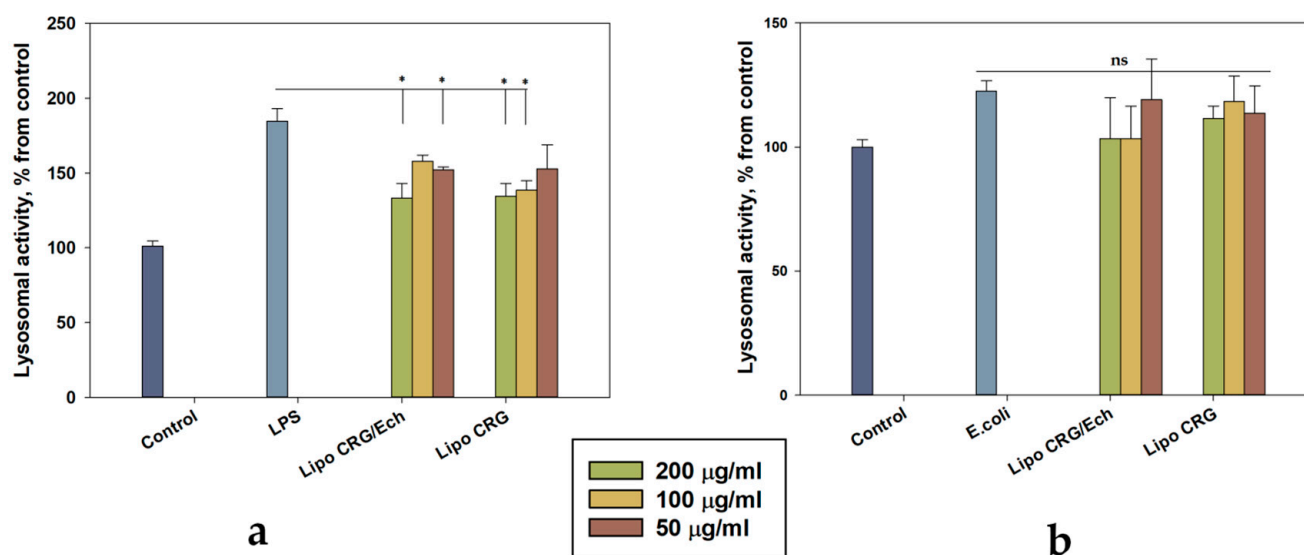 Lysosomal activity, % from control
250
200
150
100
50
0
* * * *
Control
LPS
Lipo CRG/Ech
Lipo CRG
a
Lysosomal activity, % from control
150
100
50
0
ns
Control
E.coli
Lipo CRG/Ech
Lipo CRG
b
200 µg/ml
100 µg/ml
50 µg/ml